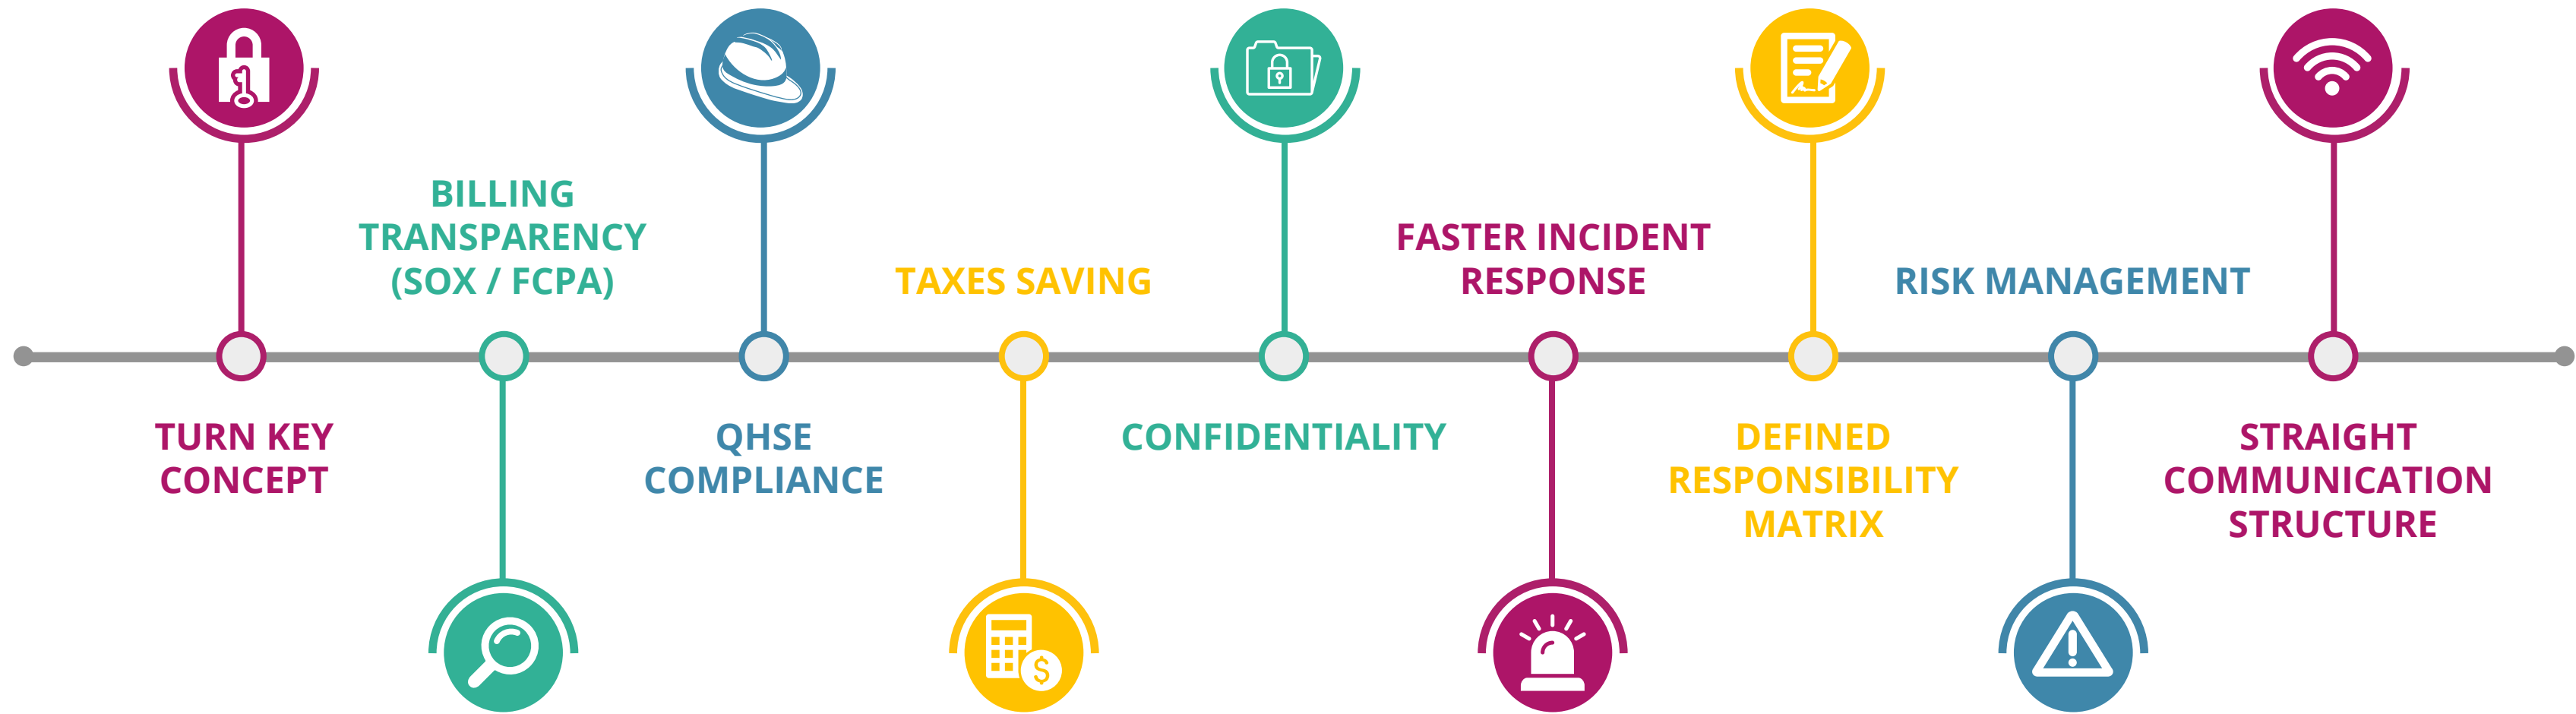 TURN KEY
CONCEPT
BILLING
TRANSPARENCY
(SOX / FCPA)
QHSE
COMPLIANCE
TAXES SAVING
CONFIDENTIALITY
FASTER INCIDENT
RESPONSE
DEFINED
RESPONSIBILITY
MATRIX
RISK MANAGEMENT
STRAIGHT
COMMUNICATION
STRUCTURE
$